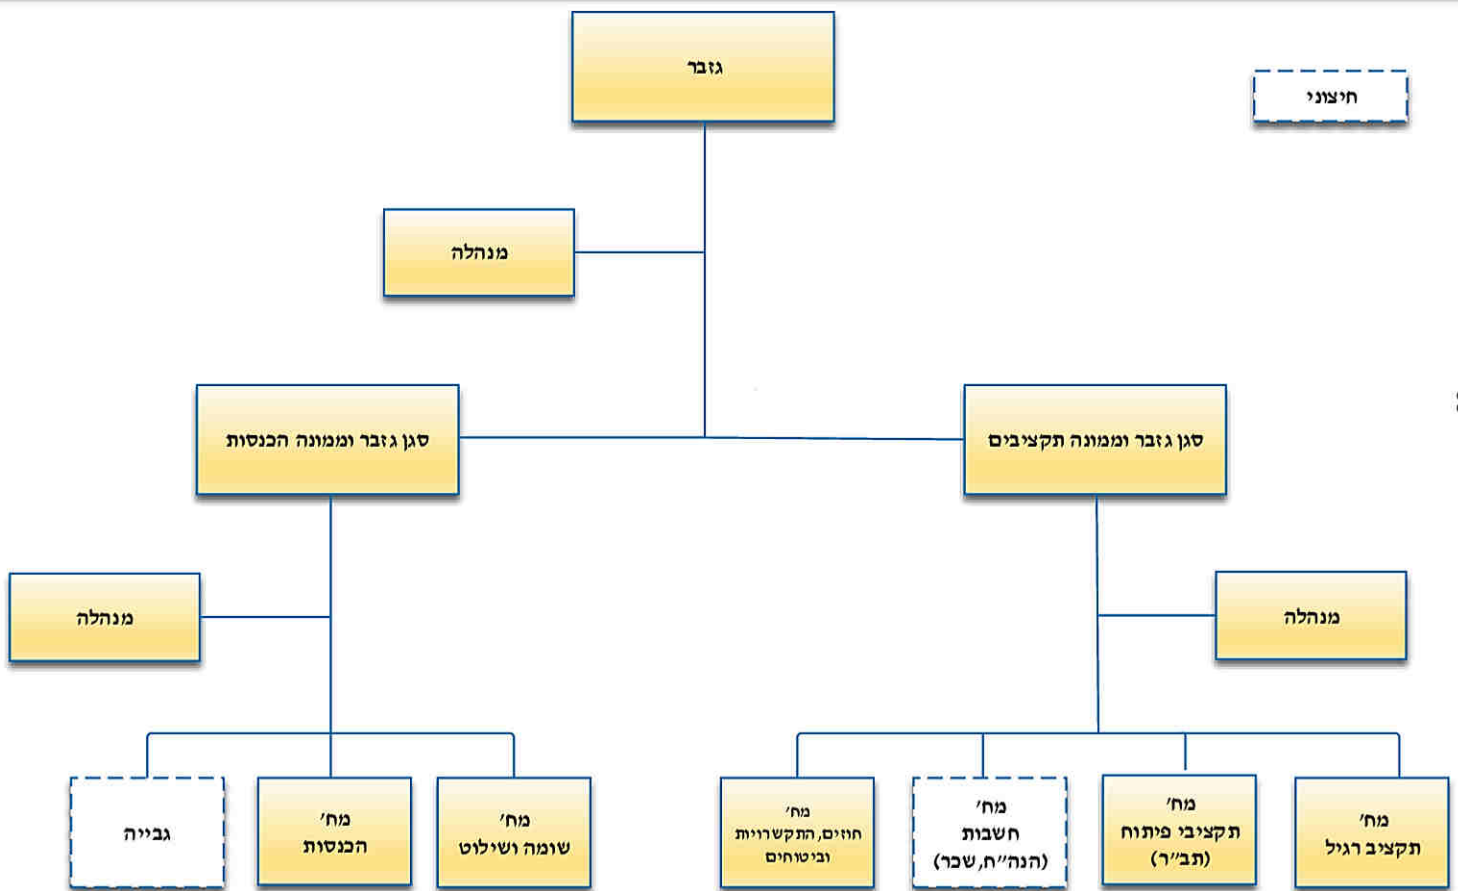 גזבר
חיצוני
מנהלה
סגן גזבר וממונה תקציבים
סגן גזבר וממונה הכנסות
מנהלה
מנהלה
מח'
תקציב רגיל
מח'
תקציבי פיתוח
(תב"ר)
מח'
חשבות
(הנה"ח,שכר)
מח'
חוזים,התקשרויות
וביטוחים
מח'
שומה ושילוט
מח'
הכנסות
גבייה